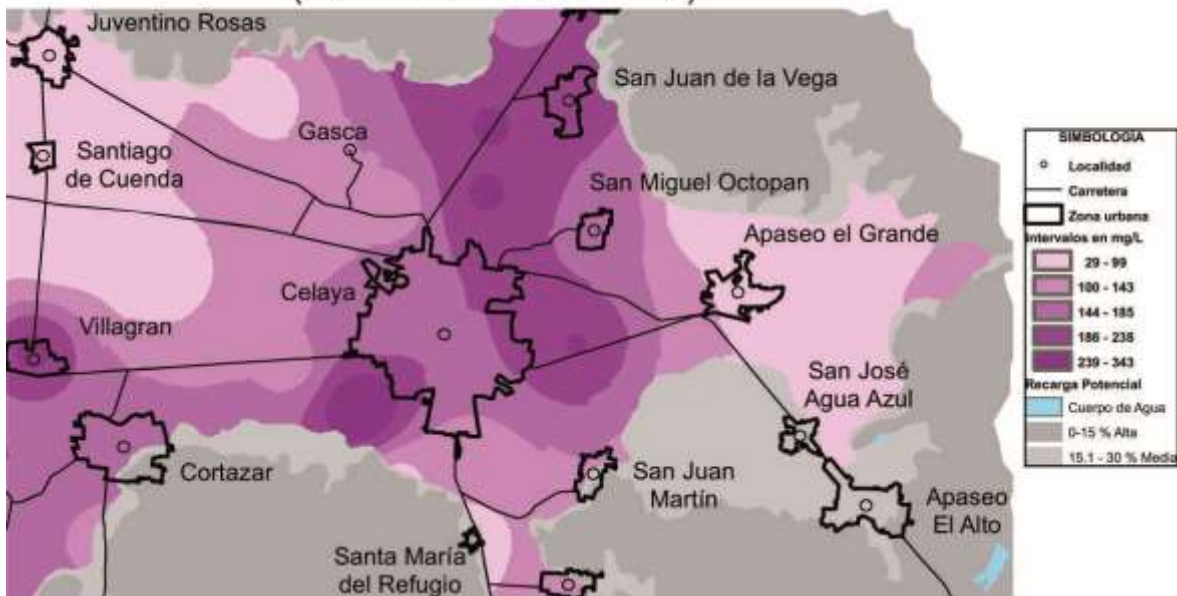 Juventino Rosas
San Juan de la Vega
Gasca
Santiago
de Cuenda
San Miguel Octopan
Apaseo el Grande
Celaya
Villagran
San José
Agua Azul
Cortazar
San Juan
Martín
Apaseo
El Alto
Santa María
del Refugio
SIMBOLOGIA
Localidad
Carretera
Zona urbana
Intervalos en mg/L
29 - 99
100 - 143
144 - 185
186 - 238
239 - 343
Recarga Potencial
Cuerpo de Agua
0-15 % Alta
15.1 - 30 % Media